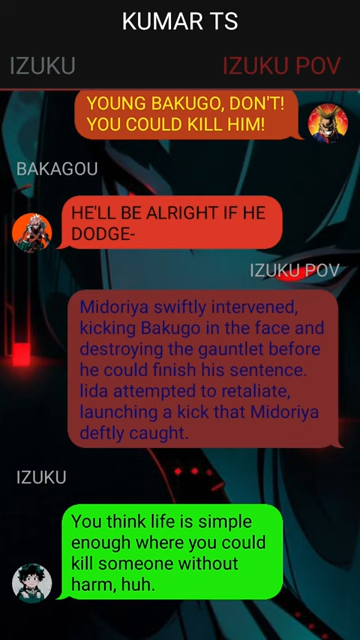 KUMAR TS
IZUKU
IZUKU POV
YOUNG BAKUGO, DON'T!
YOU COULD KILL HIM!
BAKAGOU
HE'LL BE ALRIGHT IF HE
DODGE-
IZUKU POV
Midoriya swiftly intervened,
kicking Bakugo in the face and
destroying the gauntlet before
he could finish his sentence.
Iida attempted to retaliate,
launching a kick that Midoriya
deftly caught.
IZUKU
You think life is simple
enough where you could
kill someone without
harm, huh.